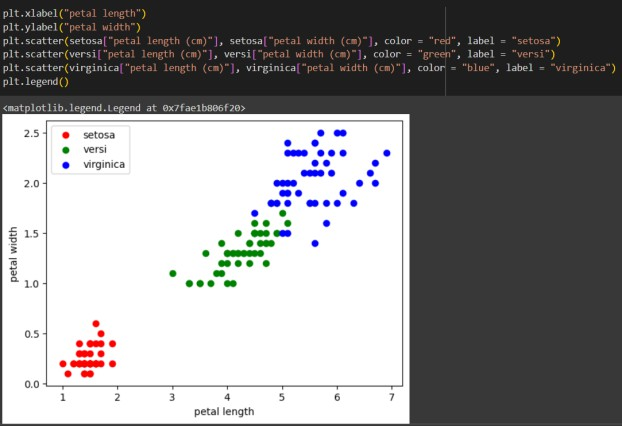 plt.xlabel("petal length")
plt.ylabel("petal width")
plt.scatter(setosa["petal length (cm)"], setosa["petal width (cm)"], color = "red", label = "setosa")
plt.scatter(versi["petal length (cm)"], versi["petal width (cm)"], color = "green", label = "versi")
plt.scatter(virginica["petal length (cm)"], virginica["petal width (cm)"], color = "blue", label = "virginica")
plt.legend()
<matplotlib.legend.Legend at 0x7fae1b806f20>
setosa
versi
virginica
2.5
2.0
1.5
1.0
0.5
0.0
petal width
1 2 3 4 5 6 7
petal length